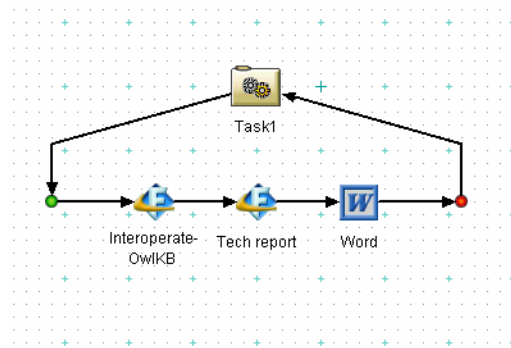 Task1
Interoperate-
OwlKB
Tech report
Word
W